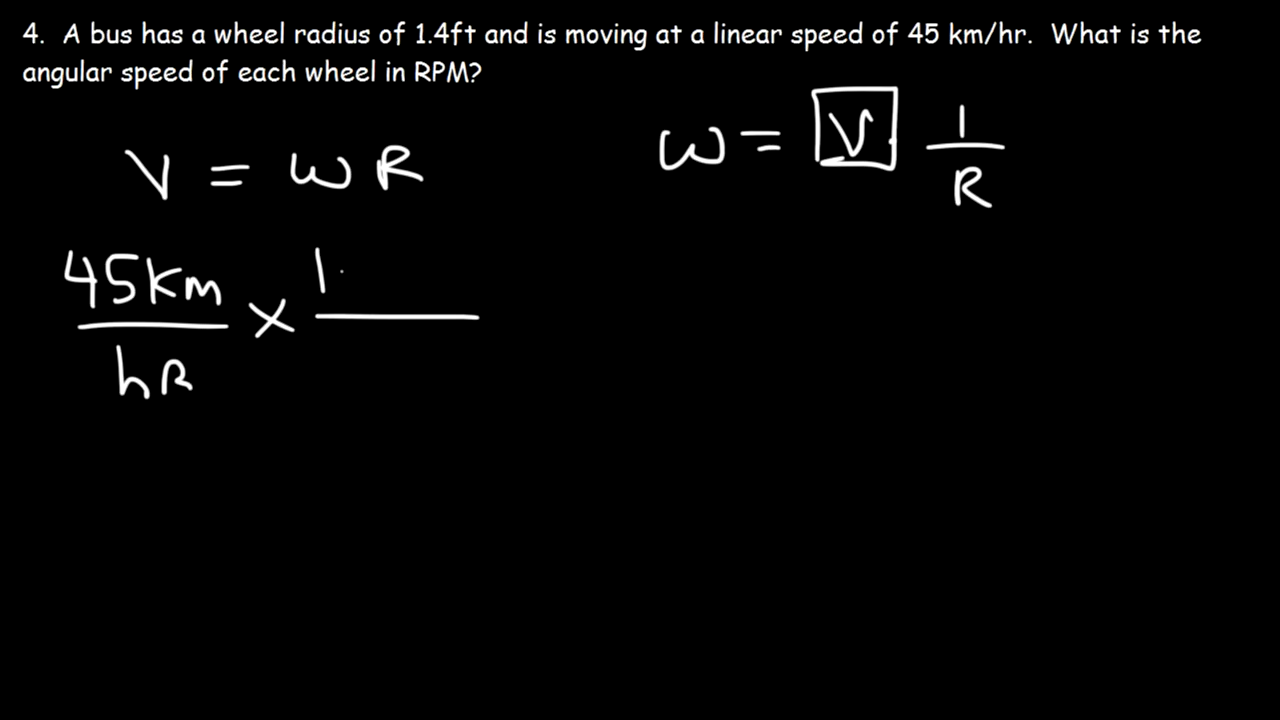 4. A bus has a wheel radius of 1.4ft and is moving at a linear speed of 45 km/hr. What is the
angular speed of each wheel in RPM?
V = ω R
ω = V · 1/R
45km/hR × 1.